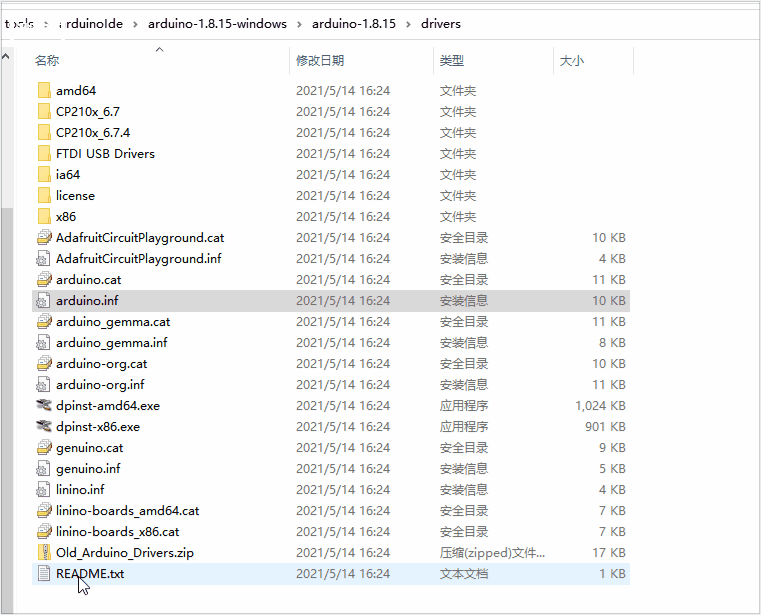 tools › arduinoIde › arduino-1.8.15-windows › arduino-1.8.15 › drivers
名称 修改日期 类型 大小
amd64 2021/5/14 16:24 文件夹
CP210x_6.7 2021/5/14 16:24 文件夹
CP210x_6.7.4 2021/5/14 16:24 文件夹
FTDI USB Drivers 2021/5/14 16:24 文件夹
ia64 2021/5/14 16:24 文件夹
license 2021/5/14 16:24 文件夹
x86 2021/5/14 16:24 文件夹
AdafruitCircuitPlayground.cat 2021/5/14 16:24 安全目录 10 KB
AdafruitCircuitPlayground.inf 2021/5/14 16:24 安装信息 4 KB
arduino.cat 2021/5/14 16:24 安全目录 11 KB
arduino.inf 2021/5/14 16:24 安装信息 10 KB
arduino_gemma.cat 2021/5/14 16:24 安全目录 11 KB
arduino_gemma.inf 2021/5/14 16:24 安装信息 8 KB
arduino-org.cat 2021/5/14 16:24 安全目录 10 KB
arduino-org.inf 2021/5/14 16:24 安装信息 11 KB
dpinst-amd64.exe 2021/5/14 16:24 应用程序 1,024 KB
dpinst-x86.exe 2021/5/14 16:24 应用程序 901 KB
genuino.cat 2021/5/14 16:24 安全目录 9 KB
genuino.inf 2021/5/14 16:24 安装信息 5 KB
linino.inf 2021/5/14 16:24 安装信息 4 KB
linino-boards_amd64.cat 2021/5/14 16:24 安全目录 7 KB
linino-boards_x86.cat 2021/5/14 16:24 安全目录 7 KB
Old_Arduino_Drivers.zip 2021/5/14 16:24 压缩(zipped)文件... 17 KB
README.txt 2021/5/14 16:24 文本文档 1 KB